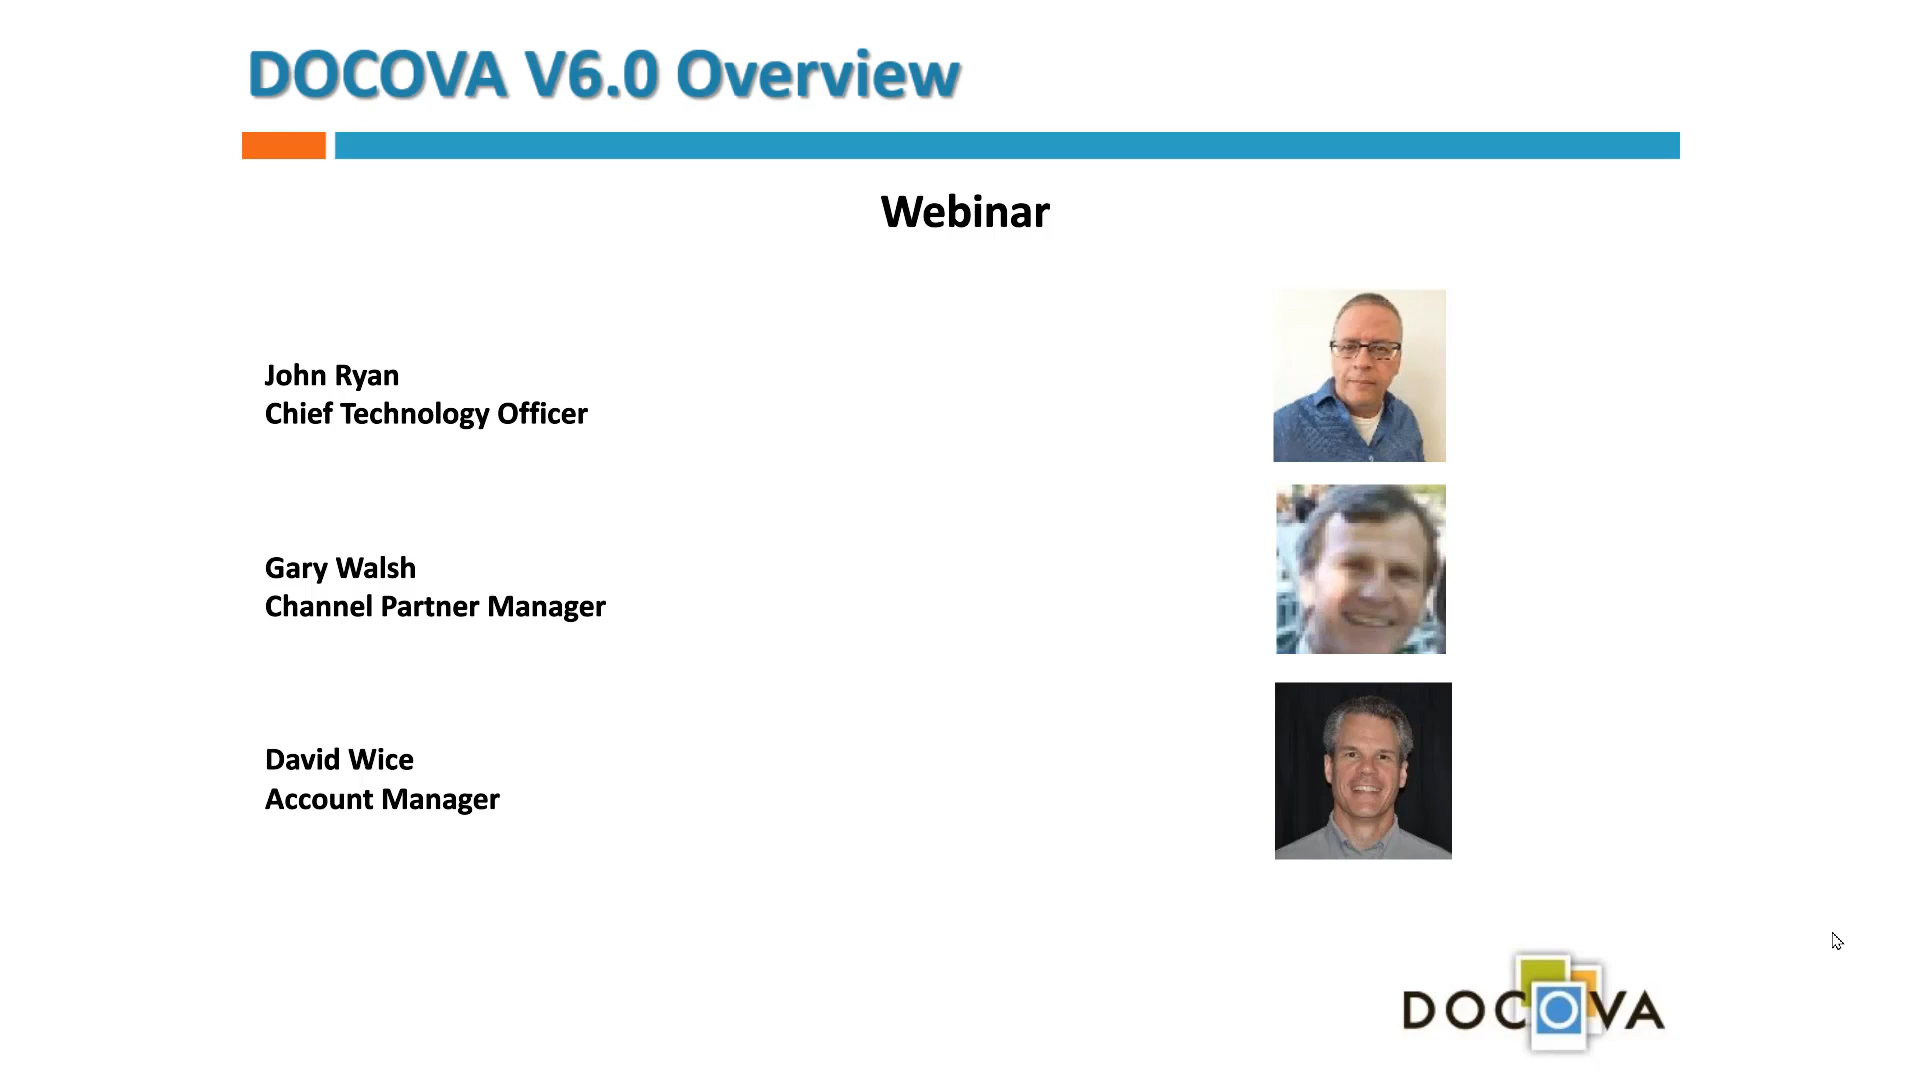 DOCOVA V6.0 Overview
Webinar
John Ryan
Chief Technology Officer
Gary Walsh
Channel Partner Manager
David Wice
Account Manager
DOCOVA